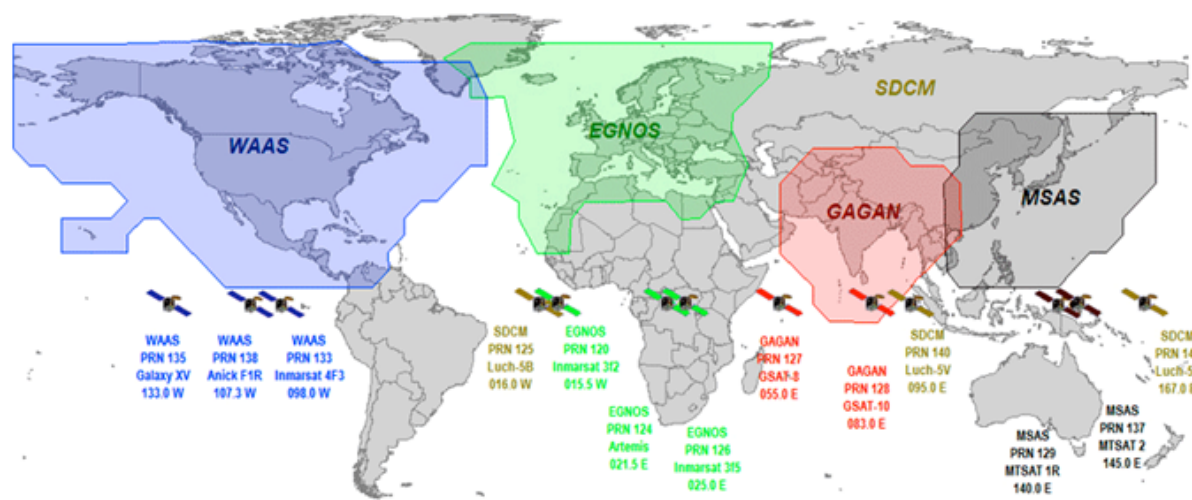 SDCM
EGNOS
WAAS
MSAS
GAGAN
WAAS
PRN 135
Galaxy XV
133.0 W
WAAS
PRN 138
Anick F1R
107.3 W
WAAS
PRN 133
Inmarsat 4F3
098.0 W
SDCM
PRN 125
Luch-5B
016.0 W
EGNOS
PRN 120
Inmarsat 3f2
015.5 W
EGNOS
PRN 124
Artemis
021.5 E
EGNOS
PRN 126
Inmarsat 3f5
025.0 E
GAGAN
PRN 127
GSAT-8
055.0 E
GAGAN
PRN 128
GSAT-10
083.0 E
SDCM
PRN 140
Luch-5V
095.0 E
MSAS
PRN 129
MTSAT 1R
140.0 E
MSAS
PRN 137
MTSAT 2
145.0 E
SDCM
PRN 14
Luch-5
167.0 E